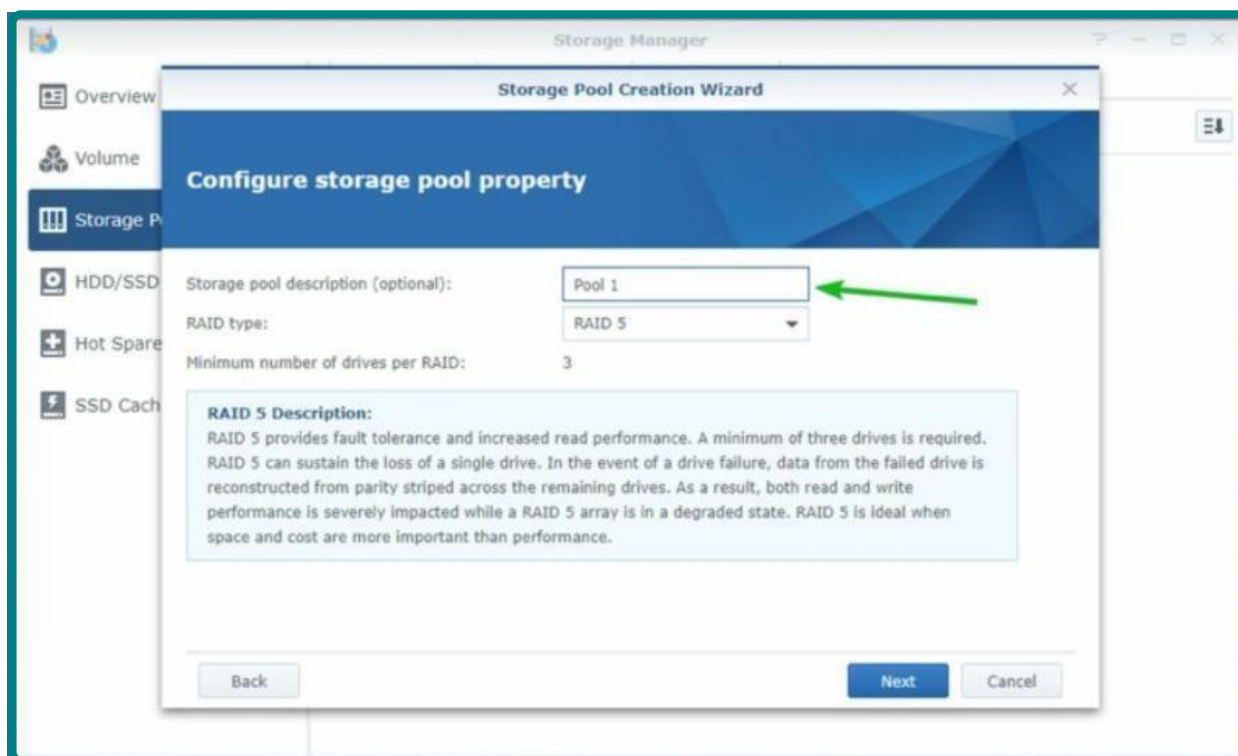 Storage Manager
Overview
Volume
Storage P
HDD/SSD
Hot Spare
SSD Cach
Storage Pool Creation Wizard
Configure storage pool property
Storage pool description (optional): Pool 1
RAID type: RAID 5
Minimum number of drives per RAID: 3
RAID 5 Description:
RAID 5 provides fault tolerance and increased read performance. A minimum of three drives is required.
RAID 5 can sustain the loss of a single drive. In the event of a drive failure, data from the failed drive is
reconstructed from parity striped across the remaining drives. As a result, both read and write
performance is severely impacted while a RAID 5 array is in a degraded state. RAID 5 is ideal when
space and cost are more important than performance.
Back Next Cancel